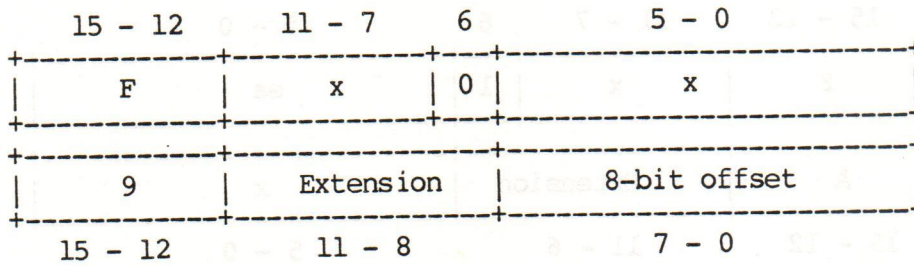 15 - 12 11 - 7 6 5 - 0
F x 0 x
9 Extension 8-bit offset
15 - 12 11 - 8 7 - 0